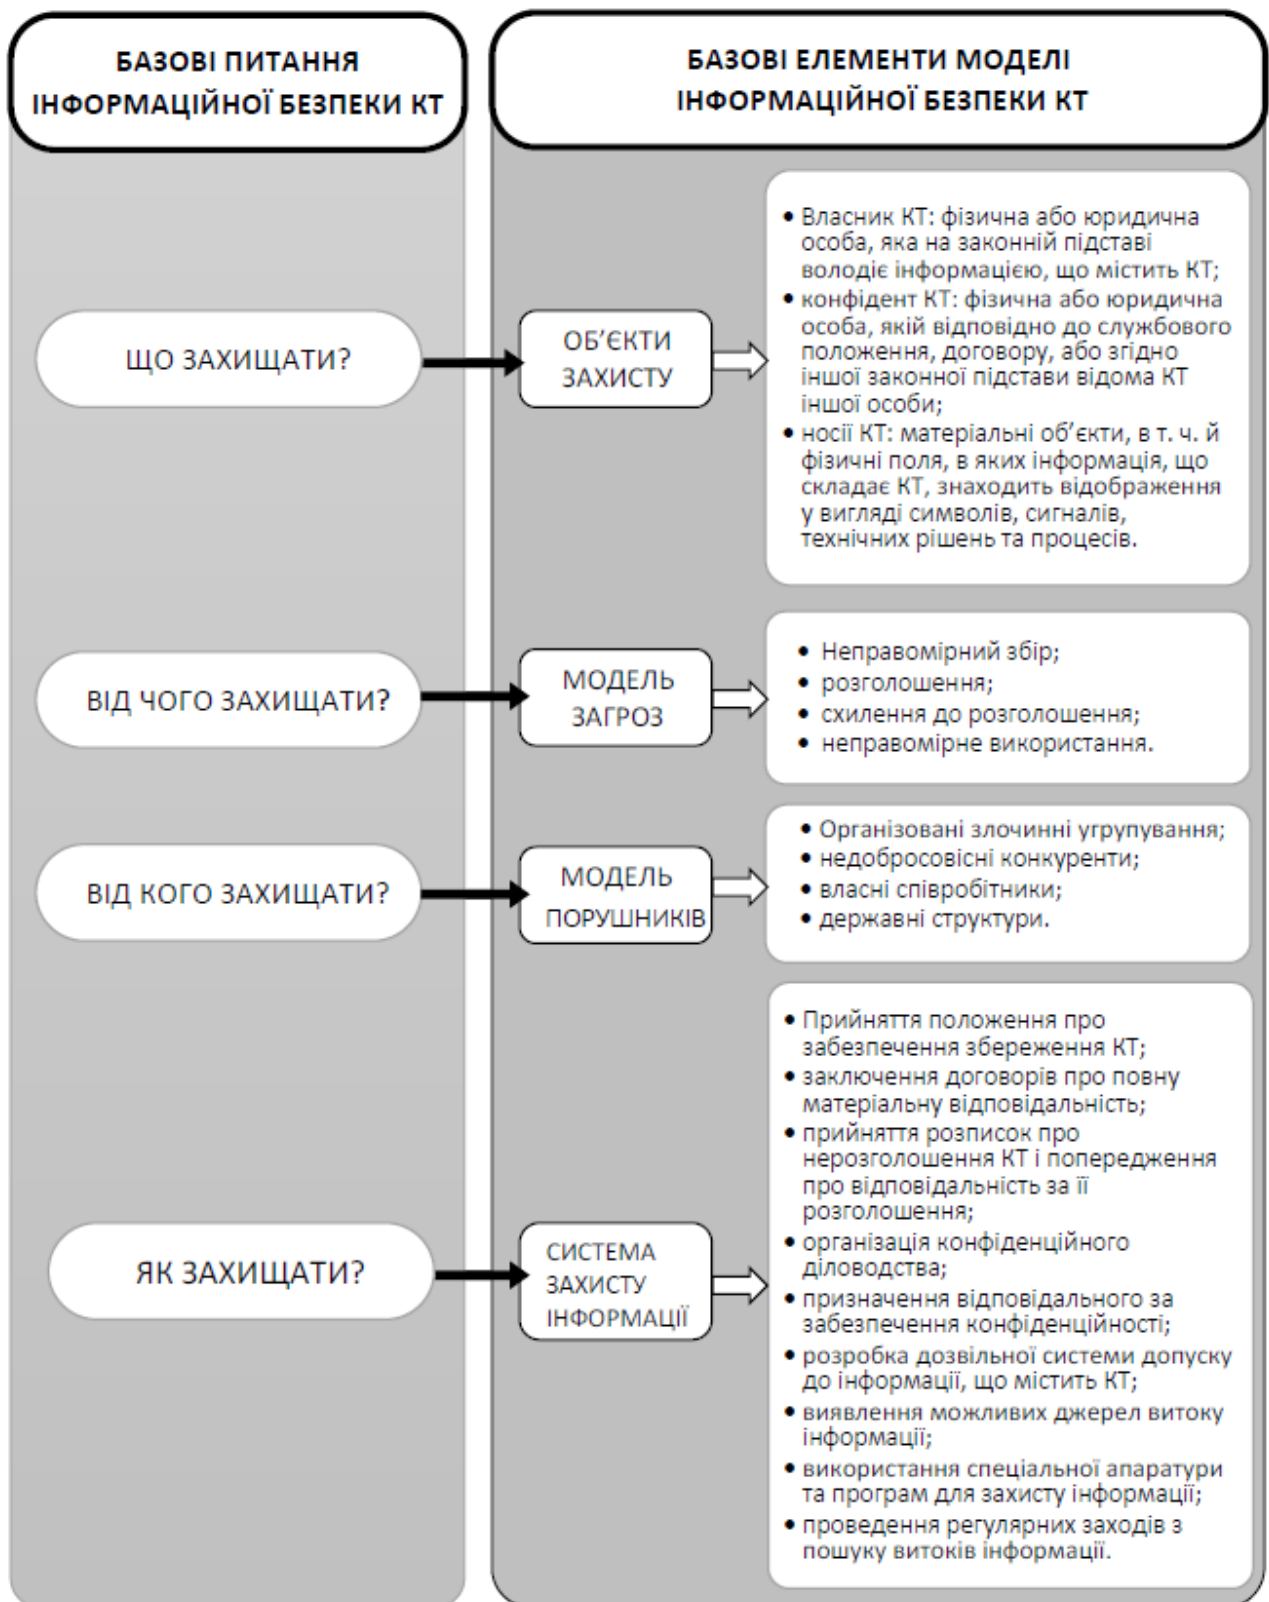 БАЗОВІ ПИТАННЯ
ІНФОРМАЦІЙНОЇ БЕЗПЕКИ КТ
БАЗОВІ ЕЛЕМЕНТИ МОДЕЛІ
ІНФОРМАЦІЙНОЇ БЕЗПЕКИ КТ
ЩО ЗАХИЩАТИ?
ОБ’ЄКТИ
ЗАХИСТУ
• Власник КТ: фізична або юридична
особа, яка на законній підставі
володіє інформацією, що містить КТ;
• конфідент КТ: фізична або юридична
особа, якій відповідно до службового
положення, договору, або згідно
іншої законної підстави відома КТ
іншої особи;
• носії КТ: матеріальні об’єкти, в т. ч. й
фізичні поля, в яких інформація, що
складає КТ, знаходить відображення
у вигляді символів, сигналів,
технічних рішень та процесів.
ВІД ЧОГО ЗАХИЩАТИ?
МОДЕЛЬ
ЗАГРОЗ
• Неправомірний збір;
• розголошення;
• схилення до розголошення;
• неправомірне використання.
ВІД КОГО ЗАХИЩАТИ?
МОДЕЛЬ
ПОРУШНИКІВ
• Організовані злочинні угрупування;
• недобросовісні конкуренти;
• власні співробітники;
• державні структури.
ЯК ЗАХИЩАТИ?
СИСТЕМА
ЗАХИСТУ
ІНФОРМАЦІЇ
• Прийняття положення про
забезпечення збереження КТ;
• заключення договорів про повну
матеріальну відповідальність;
• прийняття розписок про
нерозголошення КТ і попередження
про відповідальність за її
розголошення;
• організація конфіденційного
діловодства;
• призначення відповідального за
забезпечення конфіденційності;
• розробка дозвільної системи допуску
до інформації, що містить КТ;
• виявлення можливих джерел витоку
інформації;
• використання спеціальної апаратури
та програм для захисту інформації;
• проведення регулярних заходів з
пошуку витоків інформації.